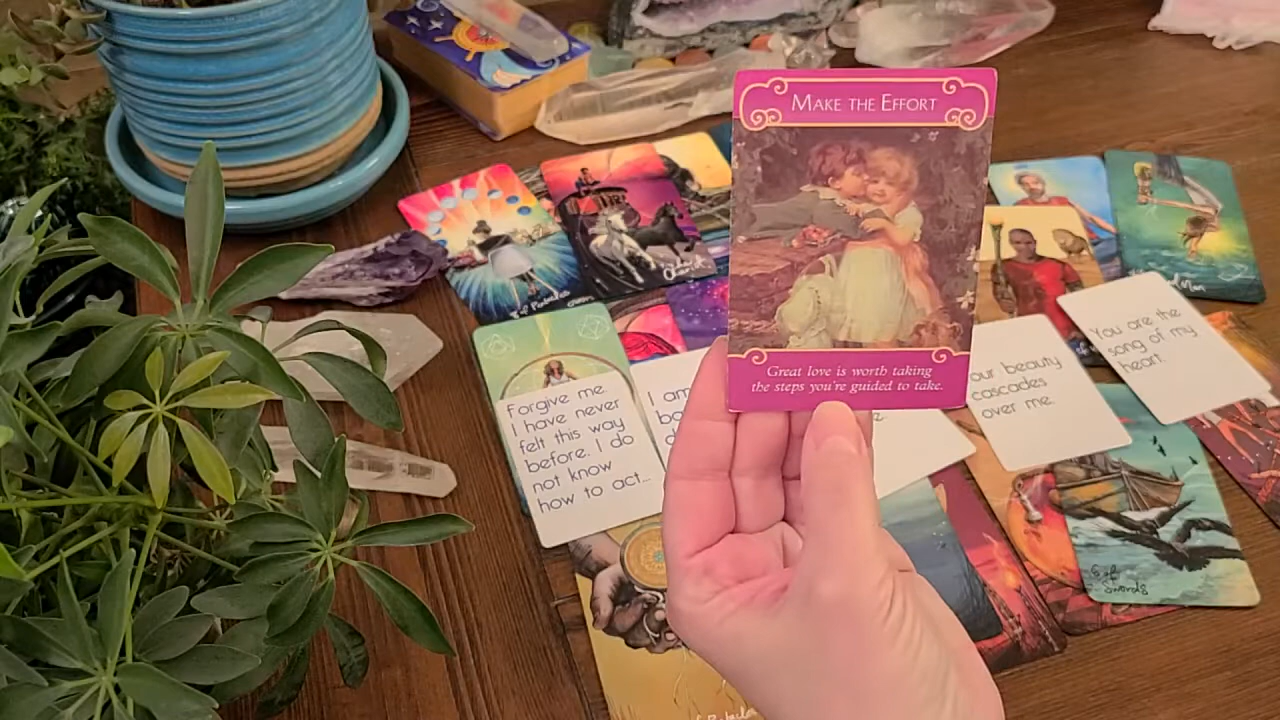 MAKE THE EFFORT
Great love is worth taking
the steps you're guided to take.
Forgive me.
I have never
felt this way
before. I do
not know
how to act...
I am
our beauty
cascades
over me.
You are the
song of my
heart.
6 of
Swords